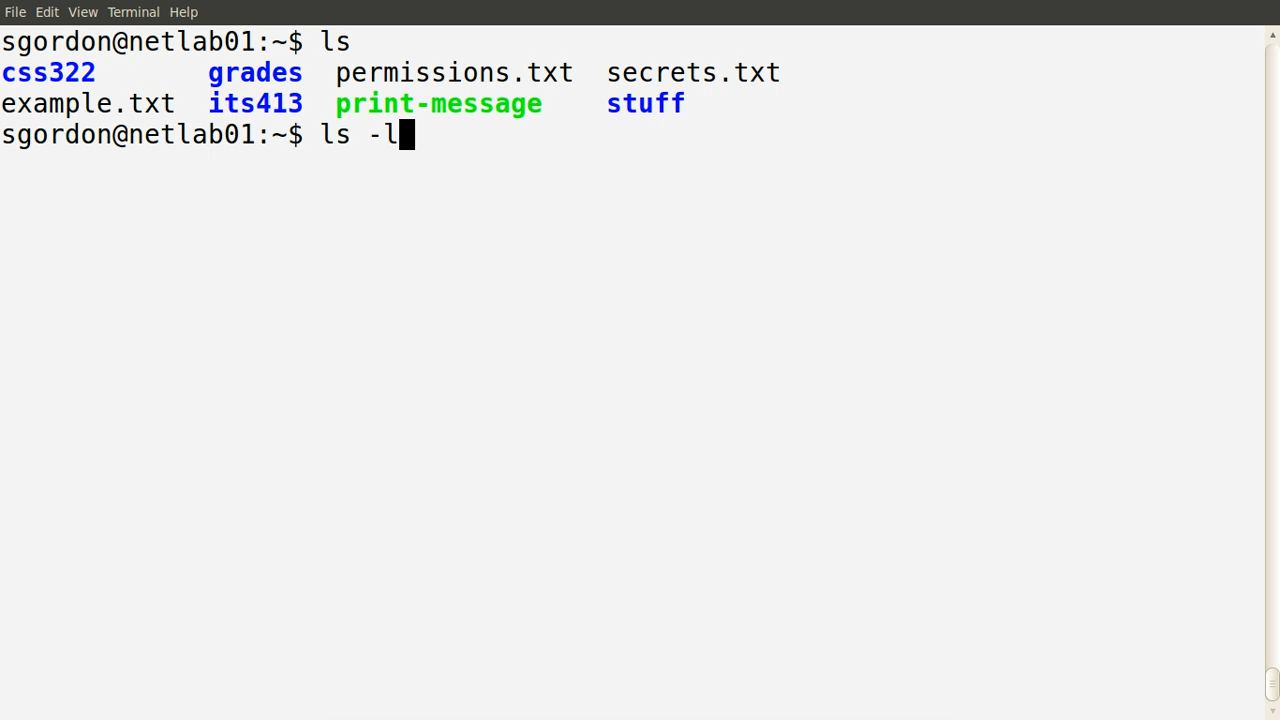 File Edit View Terminal Help
sgordon@netlab01:~$ ls
css322       grades  permissions.txt  secrets.txt
example.txt  its413  print-message    stuff
sgordon@netlab01:~$ ls -l